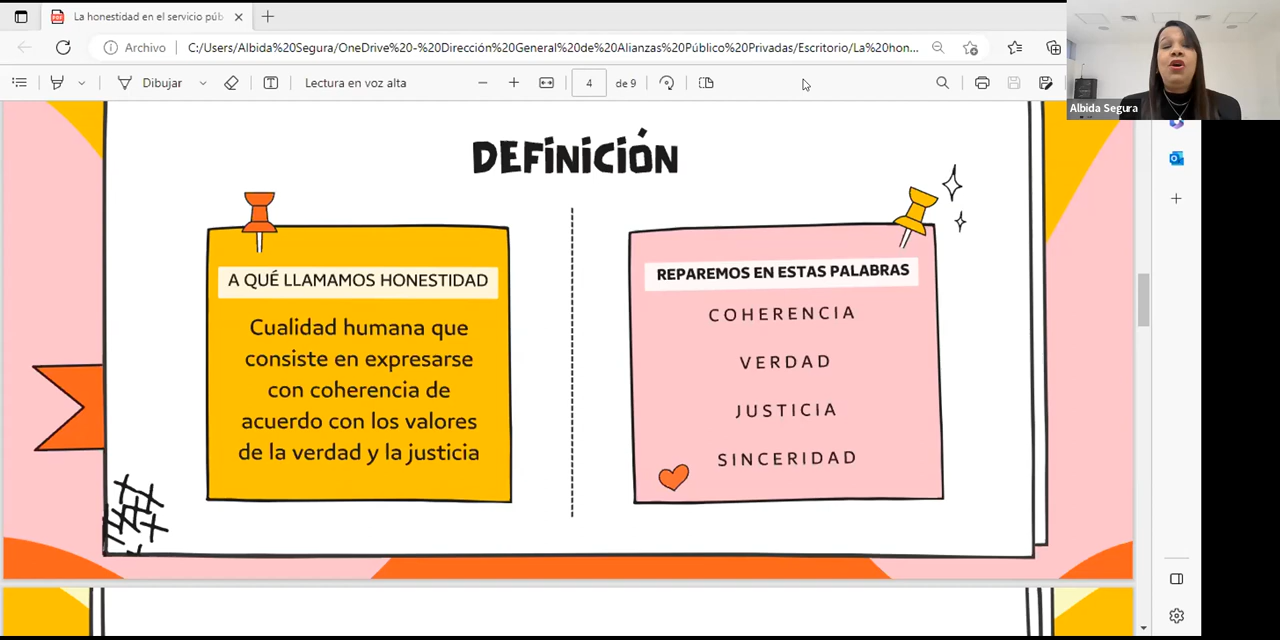 La honestidad en el servicio púb
Archivo
C:/Users/Albida%20Segura/OneDrive%20-%20Dirección%20General%20de%20Alianzas%20Público%20Privadas/Escritorio/La%20hon...
Dibujar
Lectura en voz alta
4
de 9
Albida Segura
DEFINICIÓN
A QUÉ LLAMAMOS HONESTIDAD
Cualidad humana que
consiste en expresarse
con coherencia de
acuerdo con los valores
de la verdad y la justicia
REPAREMOS EN ESTAS PALABRAS
COHERENCIA
VERDAD
JUSTICIA
SINCERIDAD